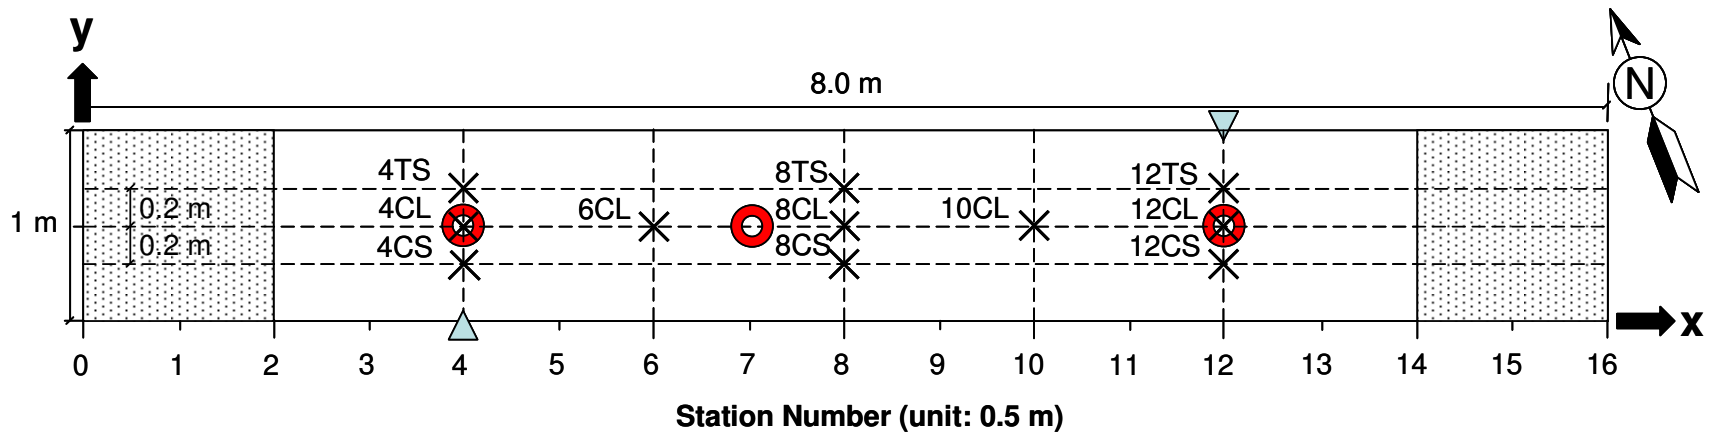 y
8.0 m
N
4TS
8TS
12TS
0.2 m
4CL
6CL
8CL
10CL
12CL
1 m
0.2 m
4CS
8CS
12CS
x
0 1 2 3 4 5 6 7 8 9 10 11 12 13 14 15 16
Station Number (unit: 0.5 m)